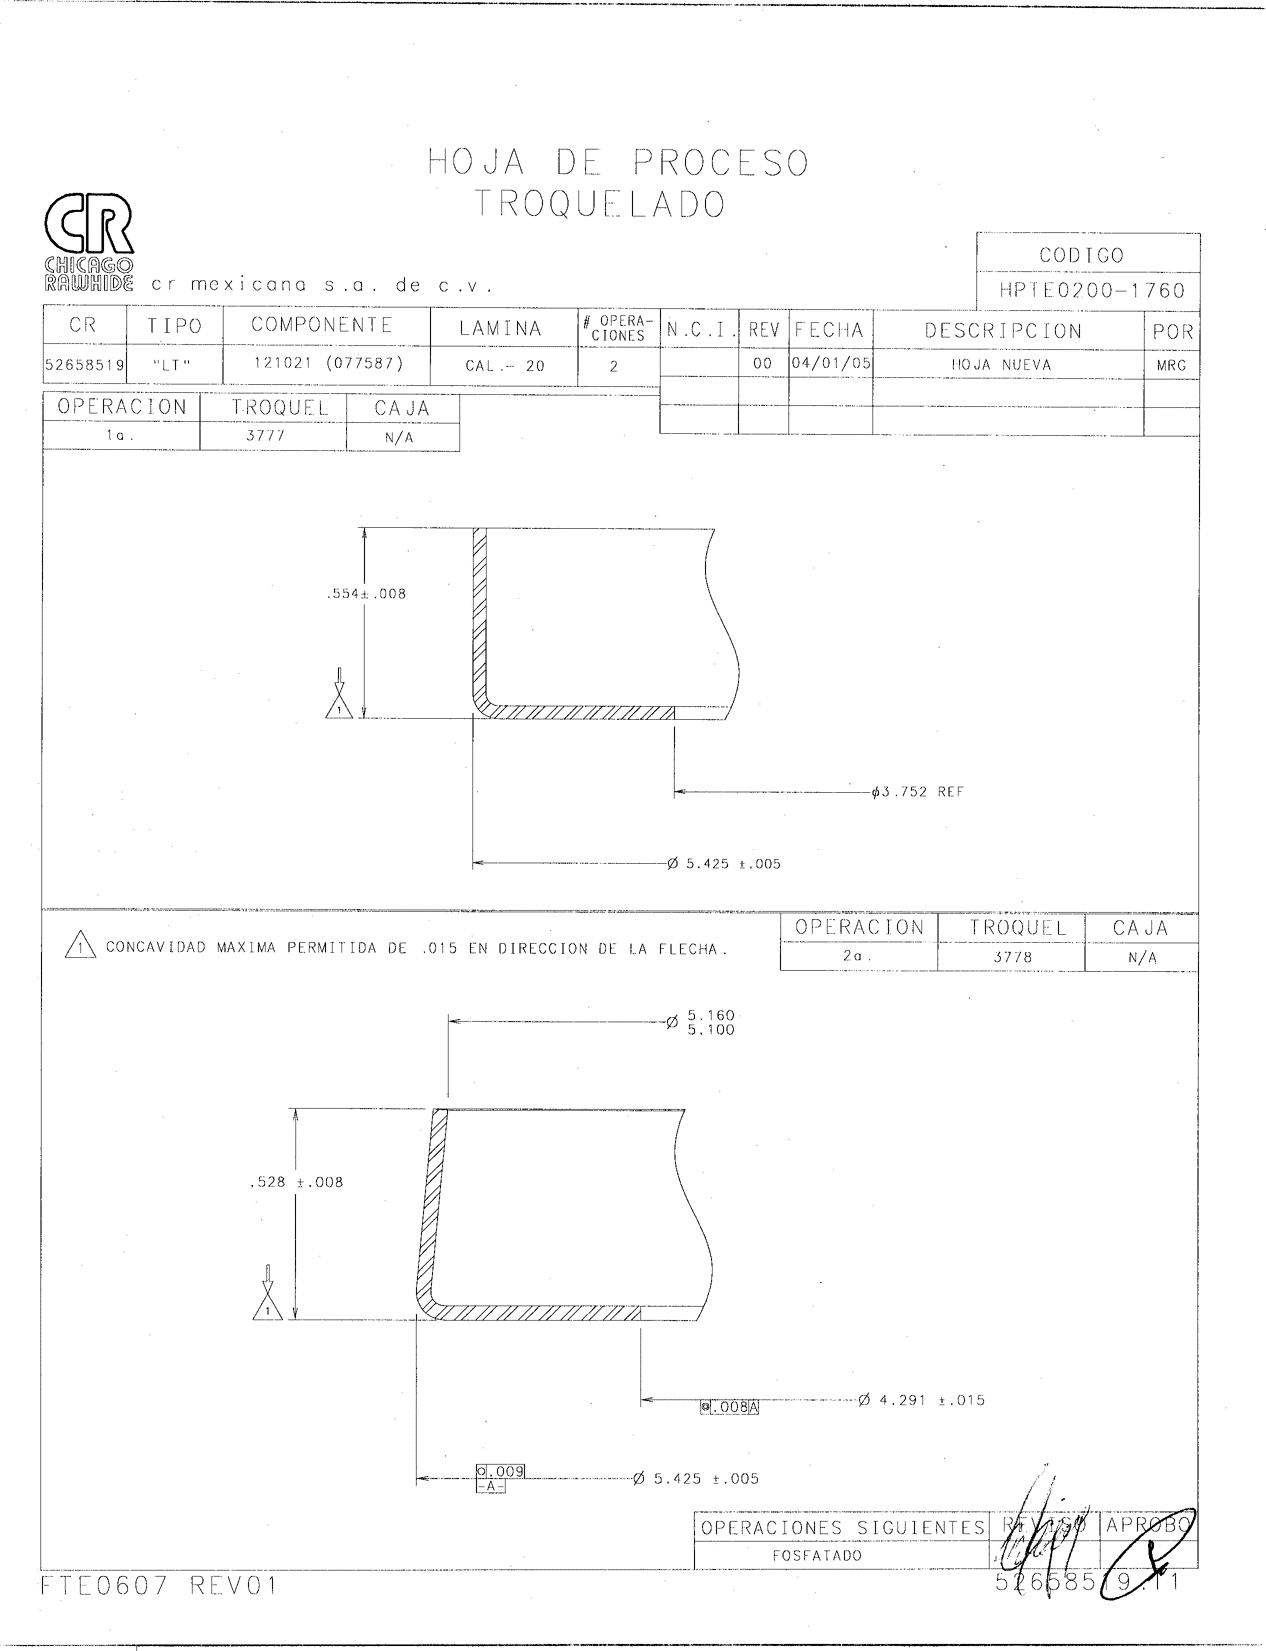 HOJA DE PROCESO
TROQUELADO
CR
CHICAGO
RAWHIDE
cr mexicana s.a. de c.v.
CODIGO
HPTE0200-1760
CR TIPO COMPONENTE LAMINA # OPERA-CIONES N.C.I. REV FECHA DESCRIPCION POR
52658519 "LT" 121021 (077587) CAL.- 20 2 00 04/01/05 HOJA NUEVA MRG
OPERACION TROQUEL CAJA
1a. 3777 N/A
.554±.008
1
ϕ3.752 REF
Ø 5.425 ±.005
1 CONCAVIDAD MAXIMA PERMITIDA DE .015 EN DIRECCION DE LA FLECHA.
OPERACION TROQUEL CAJA
2a. 3778 N/A
Ø 5.160
5.100
.528 ±.008
1
Ø 4.291 ±.015
◎ .008 A
○ .009
-A-
Ø 5.425 ±.005
OPERACIONES SIGUIENTES REVISO APROBO
FOSFATADO
FTE0607 REV01
52658519.11